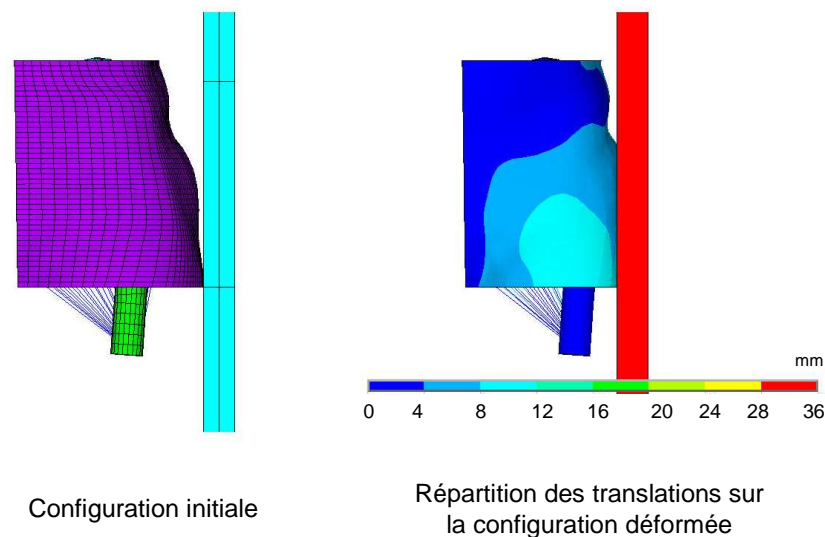 mm
0 4 8 12 16 20 24 28 36
Configuration initiale
Répartition des translations sur
la configuration déformée